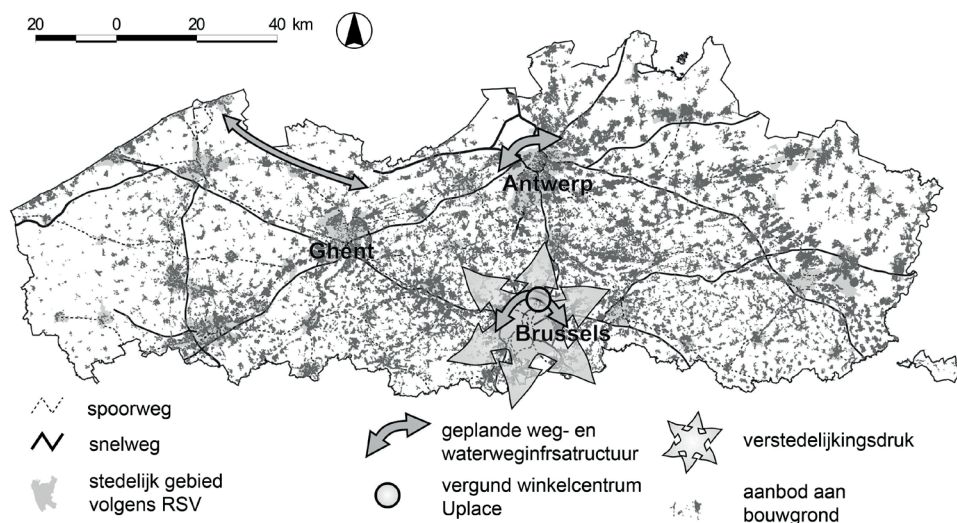 20 0 20 40 km
Antwerp
Ghent
Brussels
spoorweg
snelweg
stedelijk gebied
volgens RSV
geplande weg- en
waterweginfrsatructuur
vergund winkelcentrum
Uplace
verstedelijkingsdruk
aanbod aan
bouwgrond